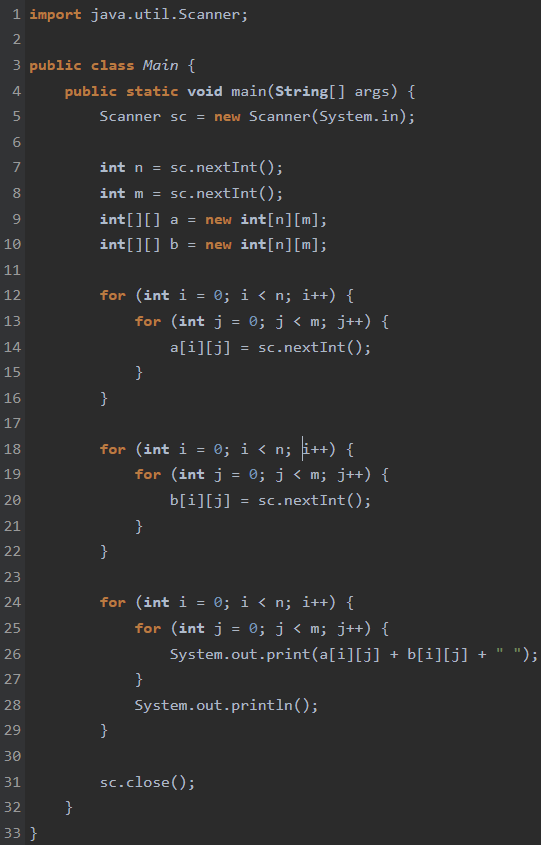 1 import java.util.Scanner;
2
3 public class Main {
4     public static void main(String[] args) {
5         Scanner sc = new Scanner(System.in);
6
7         int n = sc.nextInt();
8         int m = sc.nextInt();
9         int[][] a = new int[n][m];
10         int[][] b = new int[n][m];
11
12         for (int i = 0; i < n; i++) {
13             for (int j = 0; j < m; j++) {
14                 a[i][j] = sc.nextInt();
15             }
16         }
17
18         for (int i = 0; i < n; i++) {
19             for (int j = 0; j < m; j++) {
20                 b[i][j] = sc.nextInt();
21             }
22         }
23
24         for (int i = 0; i < n; i++) {
25             for (int j = 0; j < m; j++) {
26                 System.out.print(a[i][j] + b[i][j] + " ");
27             }
28             System.out.println();
29         }
30
31         sc.close();
32     }
33 }